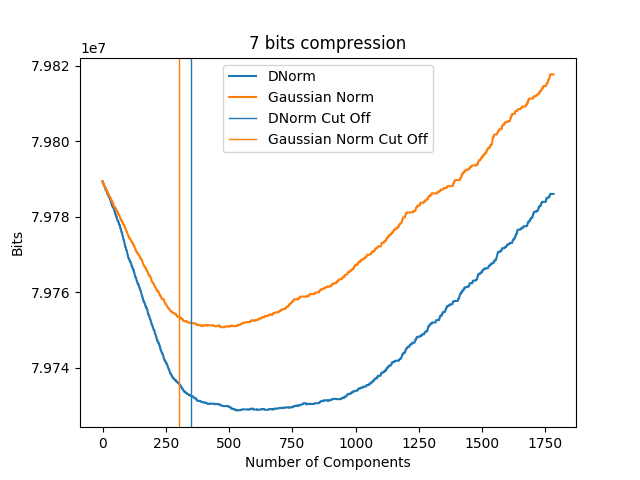 7 bits compression
1e7
7.982
7.980
7.978
7.976
7.974
Bits
DNorm
Gaussian Norm
DNorm Cut Off
Gaussian Norm Cut Off
0 250 500 750 1000 1250 1500 1750
Number of Components